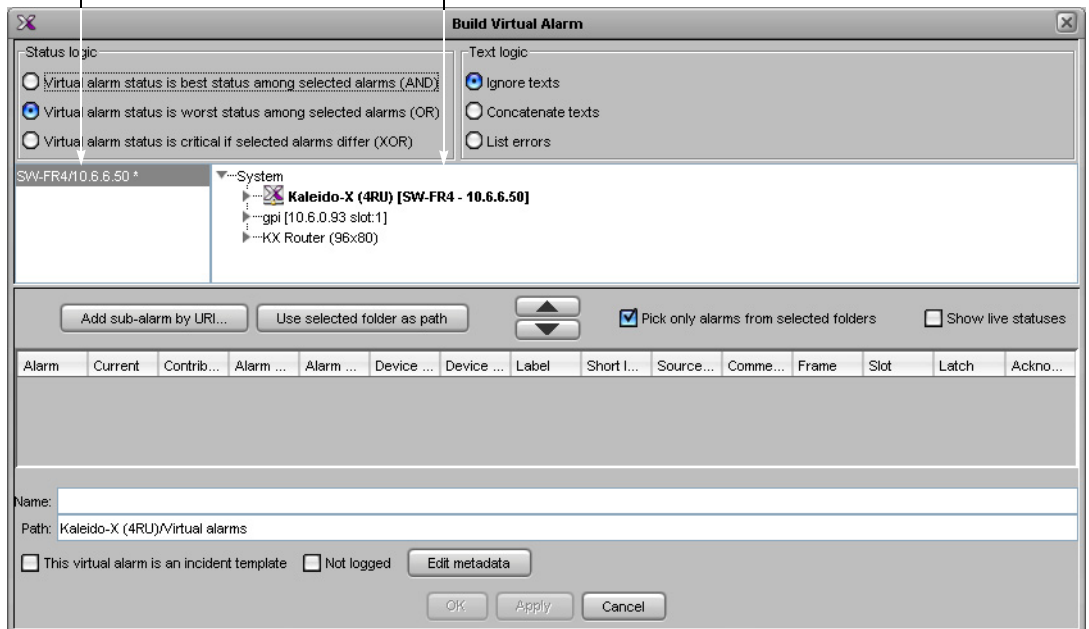 Build Virtual Alarm
Status logic
Virtual alarm status is best status among selected alarms (AND)
Virtual alarm status is worst status among selected alarms (OR)
Virtual alarm status is critical if selected alarms differ (XOR)
Text logic
Ignore texts
Concatenate texts
List errors
SW-FR4/10.6.6.50 *
System
Kaleido-X (4RU) [SW-FR4 - 10.6.6.50]
gpi [10.6.0.93 slot:1]
KX Router (96x80)
Add sub-alarm by URI... Use selected folder as path Pick only alarms from selected folders Show live statuses
Alarm Current Contrib... Alarm ... Alarm ... Device ... Device ... Label Short l... Source... Comme... Frame Slot Latch Ackno...
Name:
Path: Kaleido-X (4RU)/Virtual alarms
This virtual alarm is an incident template Not logged Edit metadata
OK Apply Cancel